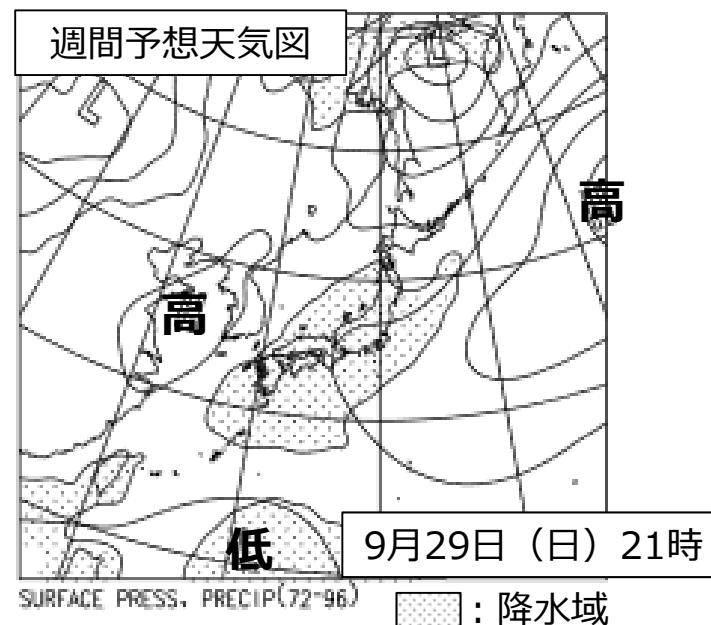 週間予想天気図
L
L
高
高
低
9月29日（日）21時
SURFACE PRESS, PRECIP(72-96)
：降水域